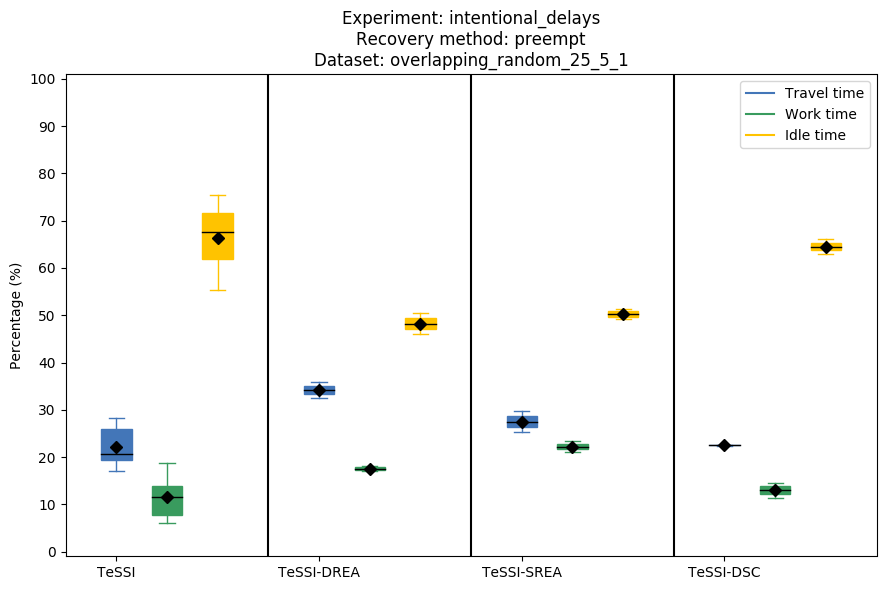 Experiment: intentional_delays
Recovery method: preempt
Dataset: overlapping_random_25_5_1
Travel time
Work time
Idle time
Percentage (%)
100
90
80
70
60
50
40
30
20
10
0
TeSSI
TeSSI-DREA
TeSSI-SREA
TeSSI-DSC